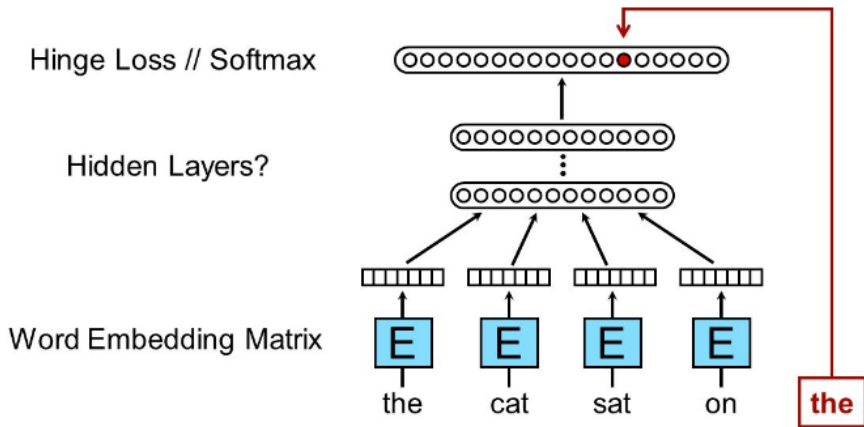 Hinge Loss // Softmax
Hidden Layers?
Word Embedding Matrix
E E E E
the cat sat on the